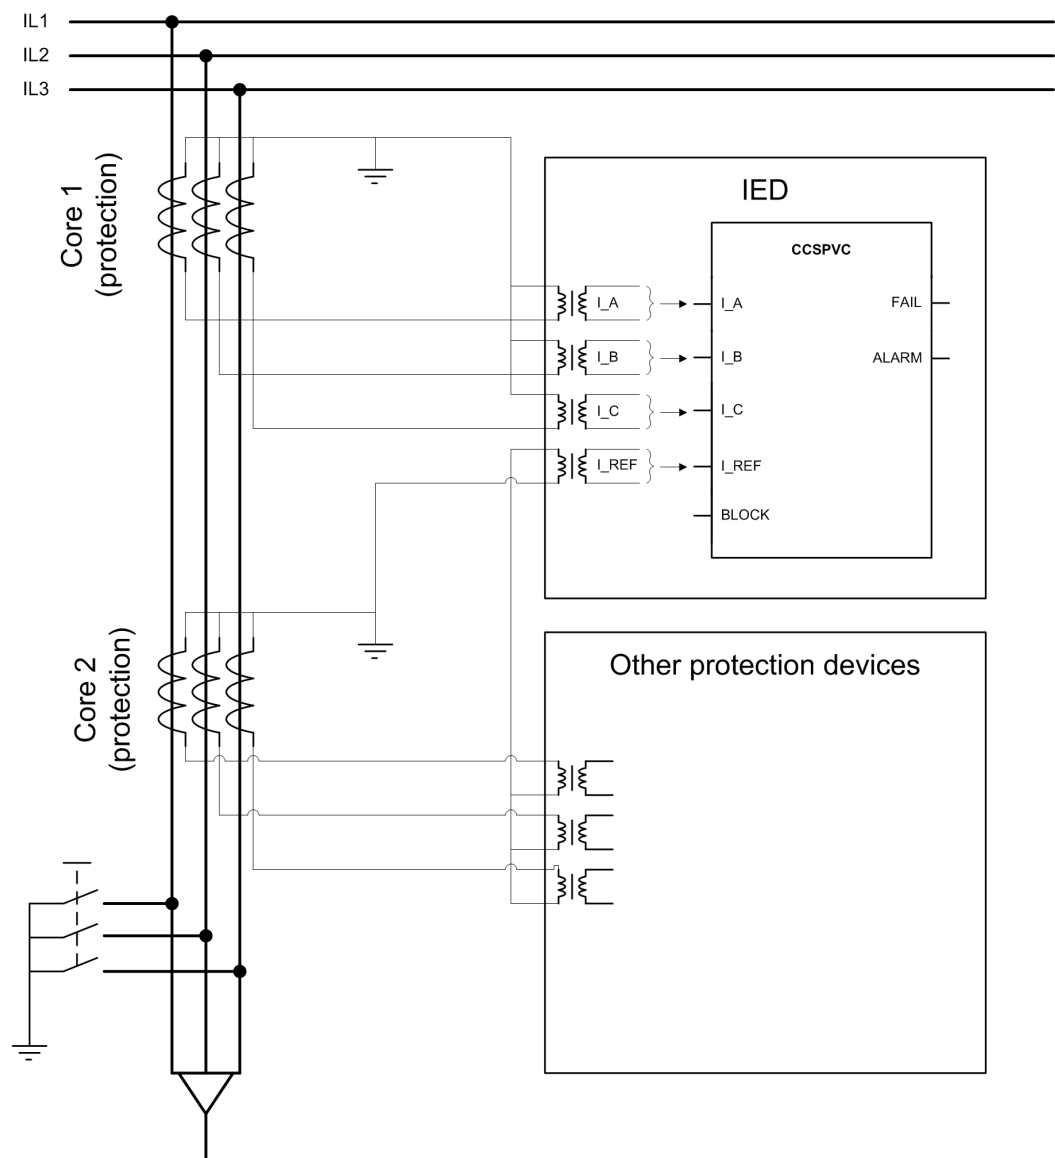 IL1
IL2
IL3
Core 1
(protection)
IED
CCSPVC
I_A
I_A
FAIL
I_B
I_B
ALARM
I_C
I_C
I_REF
I_REF
BLOCK
Core 2
(protection)
Other protection devices